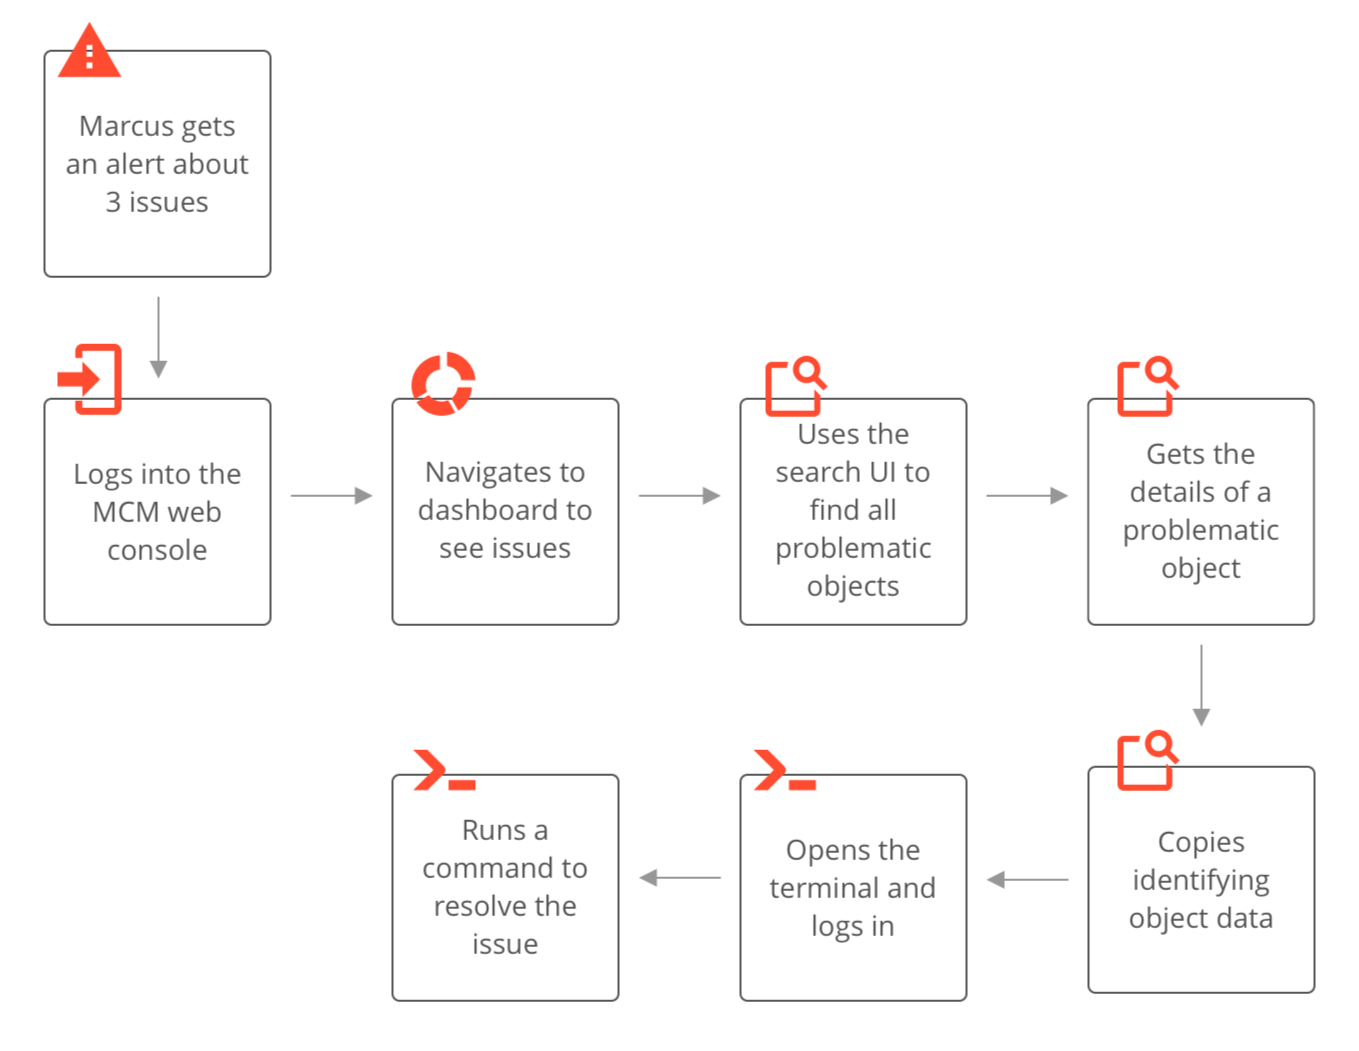 Marcus gets
an alert about
3 issues
Logs into the
MCM web
console
Navigates to
dashboard to
see issues
Uses the
search UI to
find all
problematic
objects
Gets the
details of a
problematic
object
Copies
identifying
object data
Opens the
terminal and
logs in
Runs a
command to
resolve the
issue